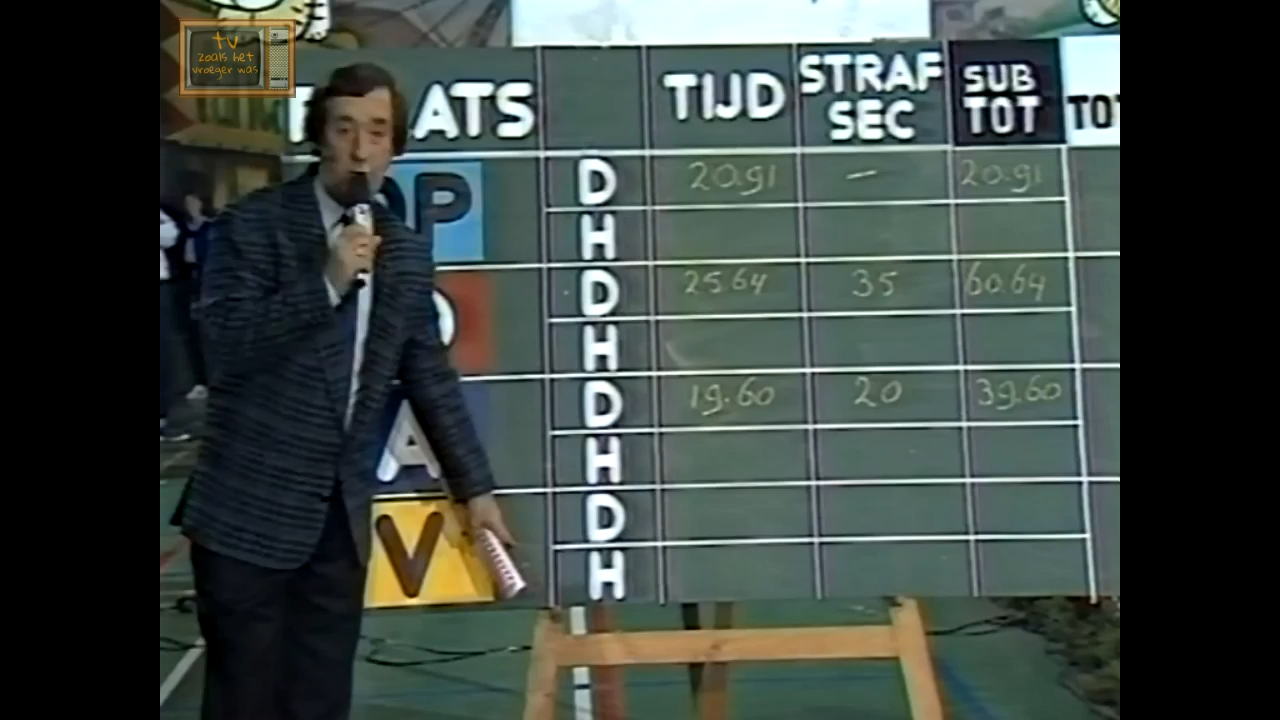 tv
zoals het
vroeger was
TIJD
STRAF
SEC
SUB
TOT
TOT
P
D
20.91
—
20.91
H
D
25.64
35
60.64
H
A
D
19.60
20
39.60
H
V
D
H